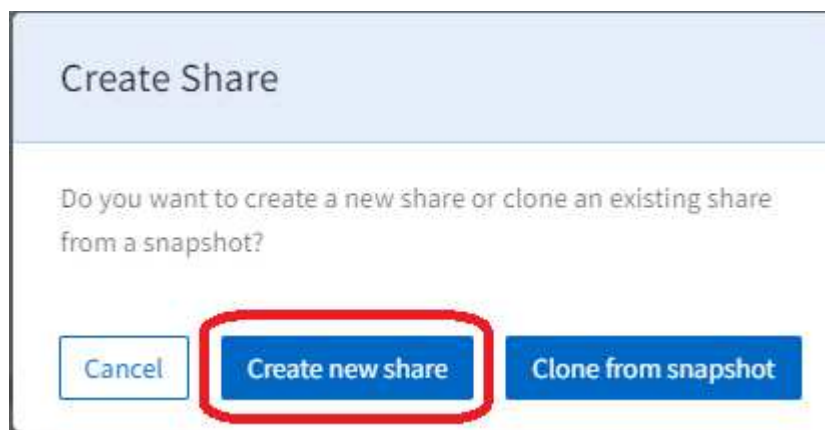 Create Share
Do you want to create a new share or clone an existing share
from a snapshot?
Cancel Create new share Clone from snapshot